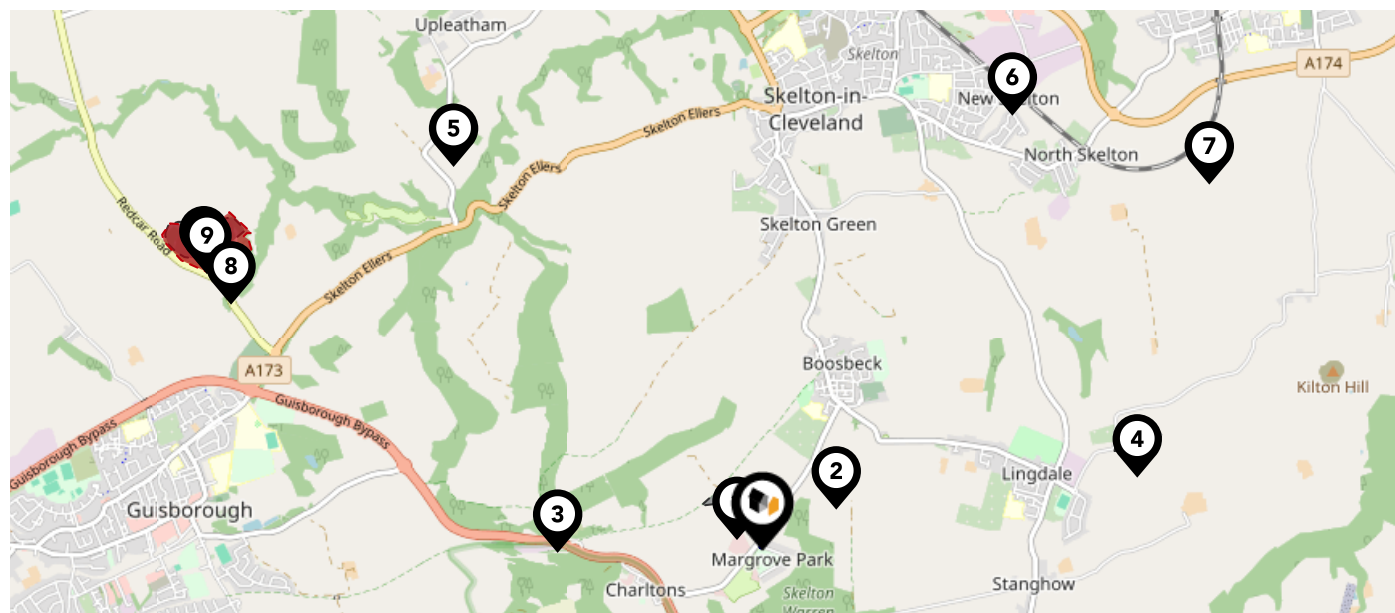 Upleatham
Skelton
A174
6
New Skelton
Skelton-in-
Cleveland
Skelton Ellers
5
North Skelton
7
Skelton Ellers
Redcar Road
9
Skelton Green
8
Skelton Ellers
A173
Boosbeck
Kilton Hill
Guisborough Bypass
Guisborough Bypass
4
2
Lingdale
Guisborough
3
Margrove Park
Charltons
Stanghow
Skelton
Warren